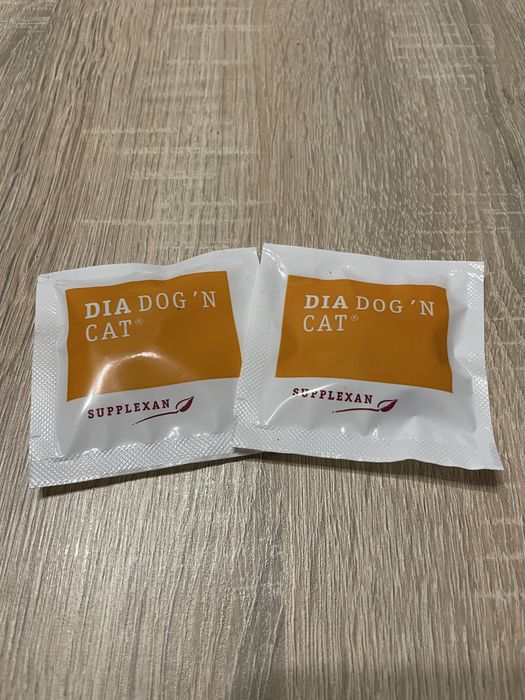 DIA DOG 'N
CAT®
SUPPLEXAN
DIA DOG 'N
CAT®
SUPPLEXAN